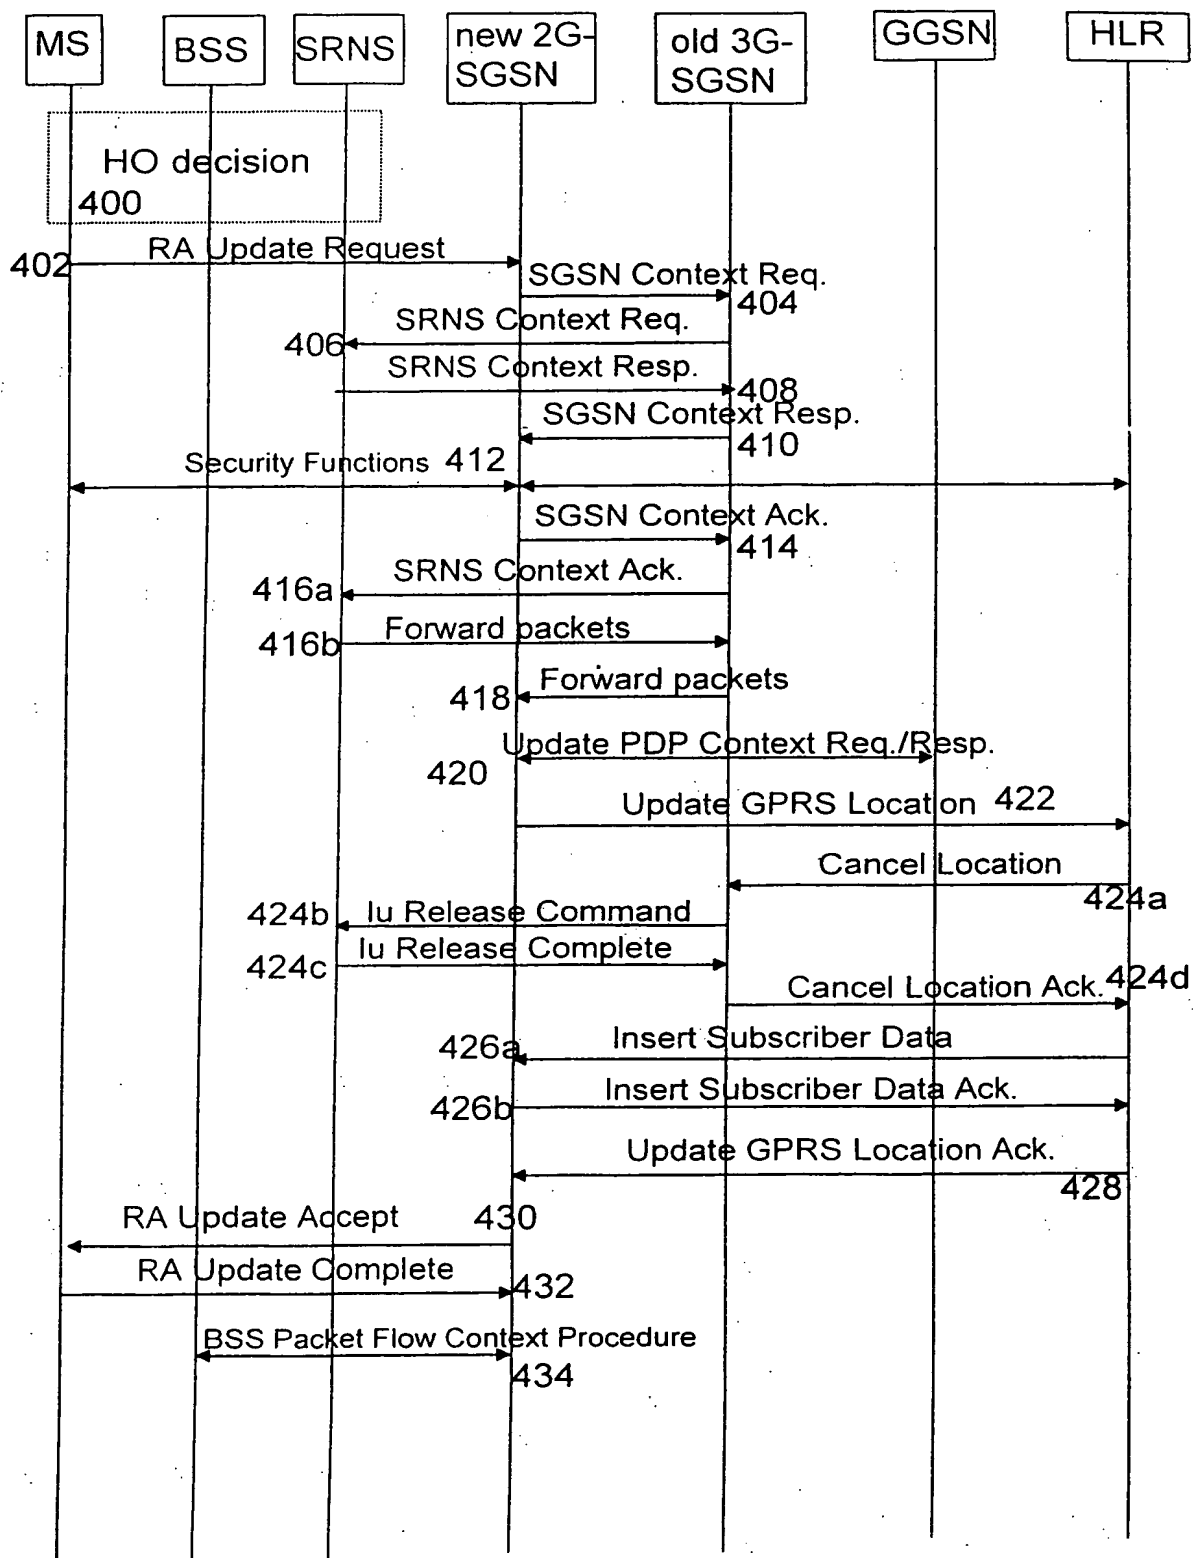 MS
BSS
SRNS
new 2G-
SGSN
old 3G-
SGSN
GGSN
HLR
HO decision
400
RA Update Request
402
SGSN Context Req.
404
SRNS Context Req.
406
SRNS Context Resp.
408
SGSN Context Resp.
410
Security Functions 412
SGSN Context Ack.
414
SRNS Context Ack.
416a
Forward packets
416b
Forward packets
418
Update PDP Context Req./Resp.
420
Update GPRS Location 422
Cancel Location
424a
Iu Release Command
424b
Iu Release Complete
424c
Cancel Location Ack.
424d
Insert Subscriber Data
426a
Insert Subscriber Data Ack.
426b
Update GPRS Location Ack.
428
RA Update Accept 430
RA Update Complete
432
BSS Packet Flow Context Procedure
434